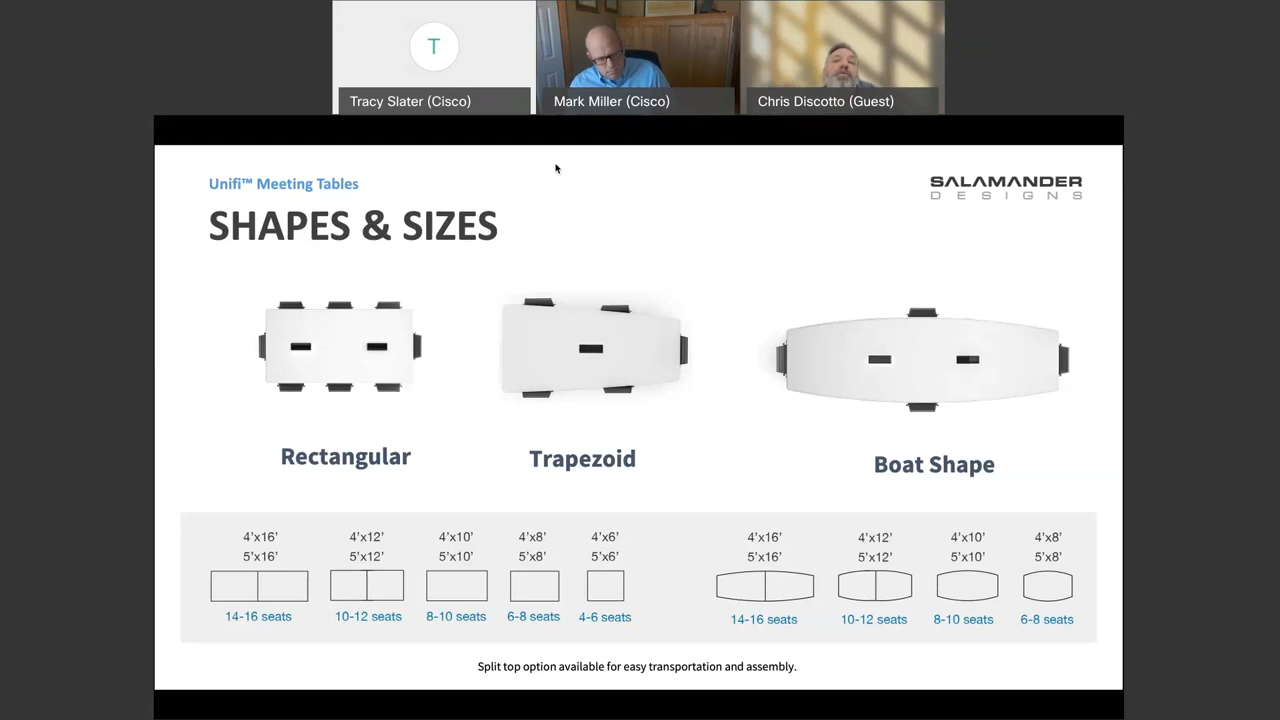 T
Tracy Slater (Cisco)
Mark Miller (Cisco)
Chris Discotto (Guest)
Unifi™ Meeting Tables
SALAMANDER
DESIGNS
SHAPES & SIZES
Rectangular
Trapezoid
Boat Shape
4'x16' 4'x12' 4'x10' 4'x8' 4'x6' 4'x16' 4'x12' 4'x10' 4'x8'
5'x16' 5'x12' 5'x10' 5'x8' 5'x6' 5'x16' 5'x12' 5'x10' 5'x8'
14-16 seats 10-12 seats 8-10 seats 6-8 seats 4-6 seats 14-16 seats 10-12 seats 8-10 seats 6-8 seats
Split top option available for easy transportation and assembly.